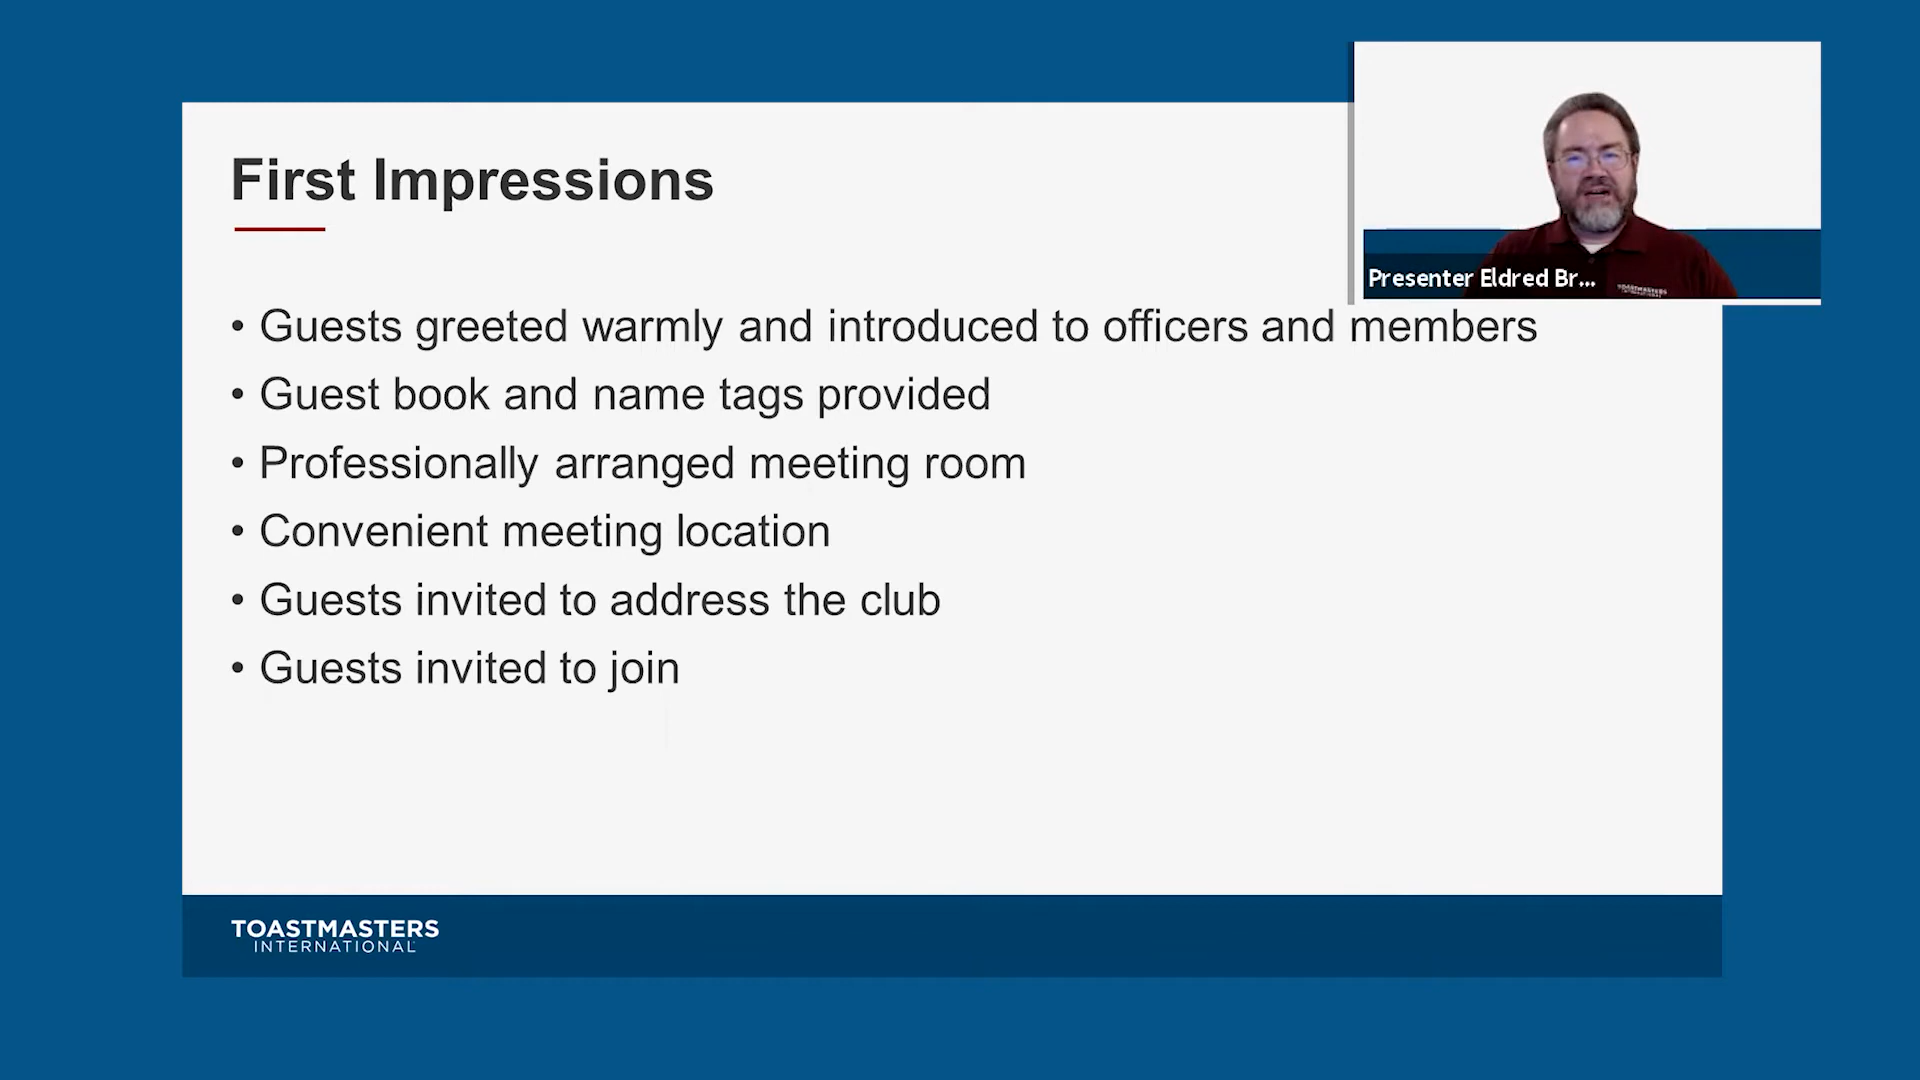 First Impressions
Presenter Eldred Br...
TOASTMASTERS
INTERNATIONAL
• Guests greeted warmly and introduced to officers and members
• Guest book and name tags provided
• Professionally arranged meeting room
• Convenient meeting location
• Guests invited to address the club
• Guests invited to join
TOASTMASTERS
INTERNATIONAL